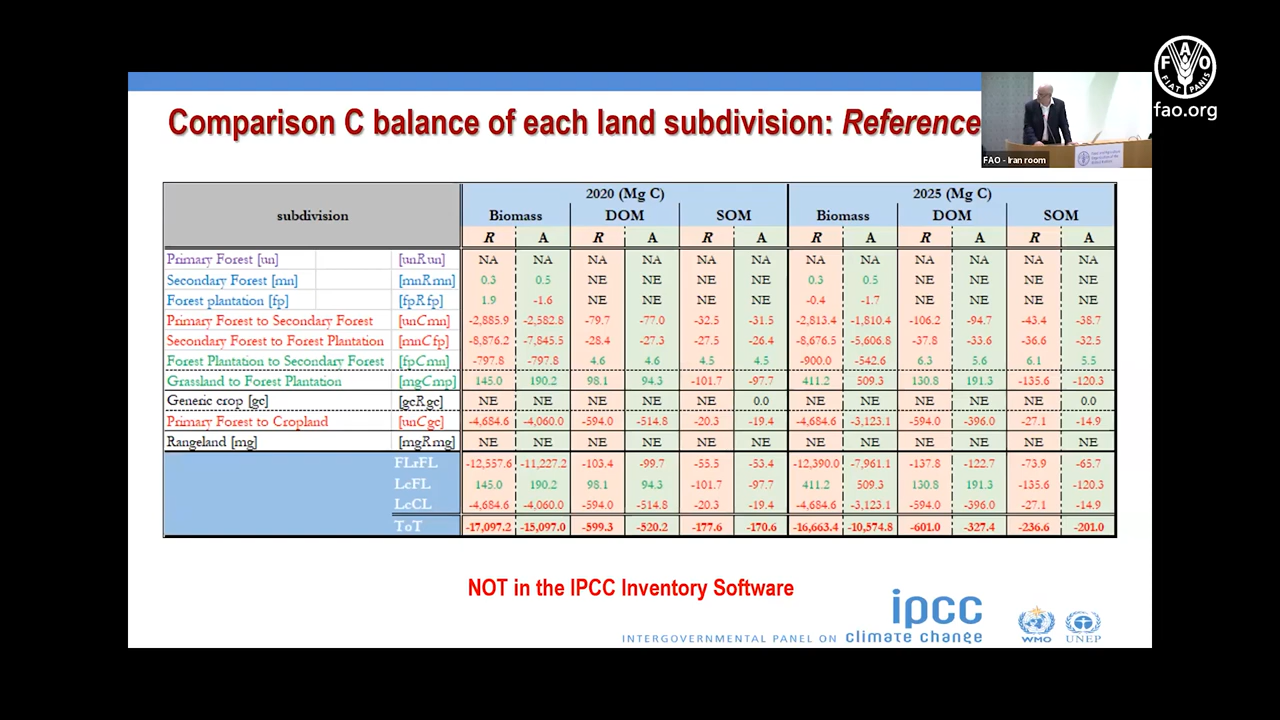 Comparison C balance of each land subdivision: Reference
FAO - Iran room
FAO
FIAT PANIS
fao.org
subdivision 2020 (Mg C) 2025 (Mg C)
Biomass DOM SOM Biomass DOM SOM
R A R A R A R A R A R A
Primary Forest [un] [unRun] NA NA NA NA NA NA NA NA NA NA NA NA
Secondary Forest [mn] [mnRmn] 0.3 0.5 NE NE NE NE 0.3 0.5 NE NE NE NE
Forest plantation [fp] [fpRfp] 1.9 -1.6 NE NE NE NE -0.4 -1.7 NE NE NE NE
Primary Forest to Secondary Forest [unCmn] -2,885.9 -2,582.8 -79.7 -77.0 -32.5 -31.5 -2,813.4 -1,810.4 -106.2 -94.7 -43.4 -38.7
Secondary Forest to Forest Plantation [mnCfp] -8,876.2 -7,845.5 -28.4 -27.3 -27.5 -26.4 -8,676.5 -5,606.8 -37.8 -33.6 -36.6 -32.5
Forest Plantation to Secondary Forest [fpCmn] -797.8 -797.8 4.6 4.6 4.5 4.5 -900.0 -542.6 6.3 5.6 6.1 5.5
Grassland to Forest Plantation [mgCmp] 145.0 190.2 98.1 94.3 -101.7 -97.7 411.2 509.3 130.8 191.3 -135.6 -120.3
Generic crop [gc] [gcRgc] NE NE NE NE NE 0.0 NE NE NE NE NE 0.0
Primary Forest to Cropland [unCgc] -4,684.6 -4,060.0 -594.0 -514.8 -20.3 -19.4 -4,684.6 -3,123.1 -594.0 -396.0 -27.1 -14.9
Rangeland [mg] [mgRmg] NE NE NE NE NE NE NE NE NE NE NE NE
FLrFL -12,557.6 -11,227.2 -103.4 -99.7 -55.5 -53.4 -12,390.0 -7,961.1 -137.8 -122.7 -73.9 -65.7
LcFL 145.0 190.2 98.1 94.3 -101.7 -97.7 411.2 509.3 130.8 191.3 -135.6 -120.3
LcCL -4,684.6 -4,060.0 -594.0 -514.8 -20.3 -19.4 -4,684.6 -3,123.1 -594.0 -396.0 -27.1 -14.9
ToT -17,097.2 -15,097.0 -599.3 -520.2 -177.6 -170.6 -16,663.4 -10,574.8 -601.0 -327.4 -236.6 -201.0
NOT in the IPCC Inventory Software
ipcc
INTERGOVERNMENTAL PANEL ON climate change
WMO UNEP